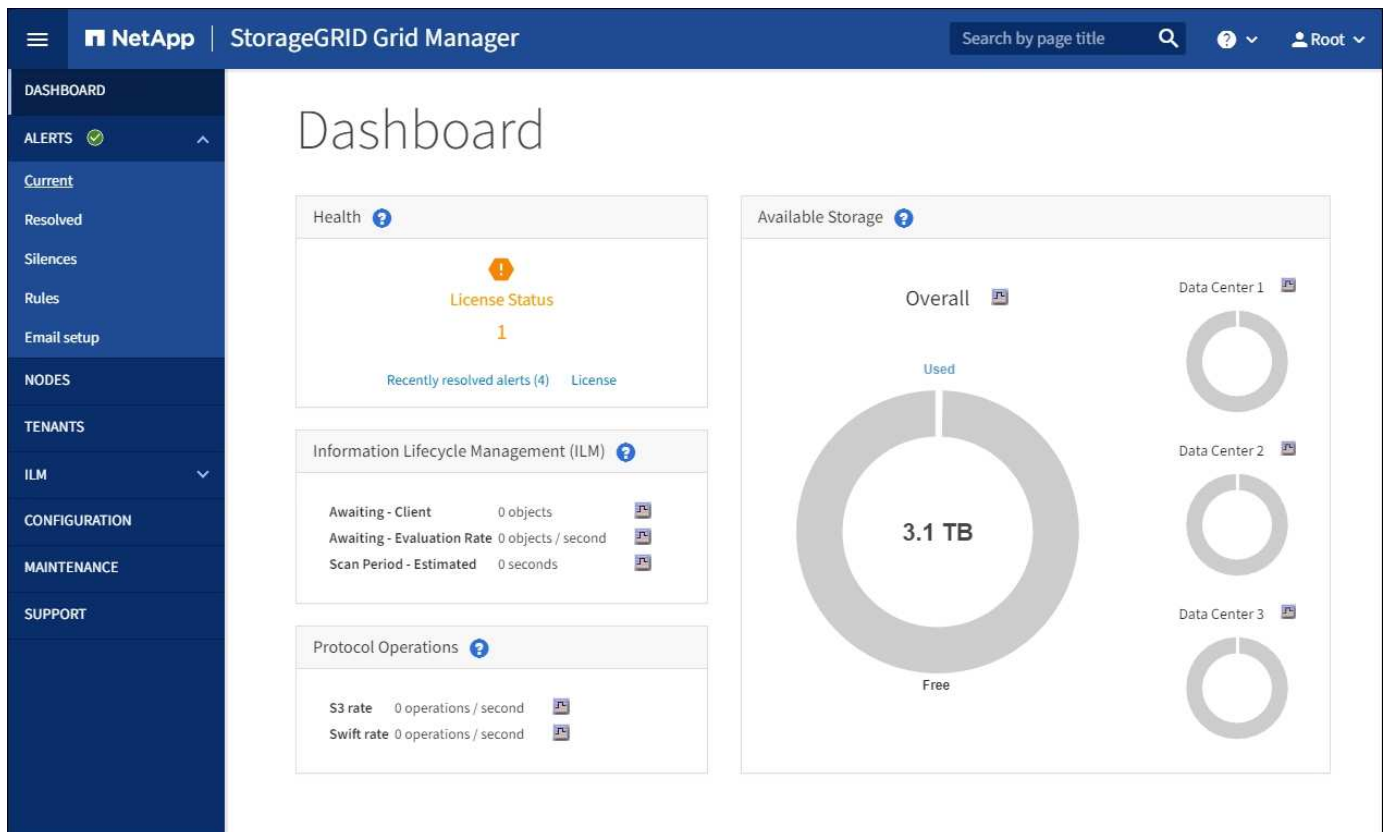 NetApp | StorageGRID Grid Manager
Search by page title
?
Root
DASHBOARD
ALERTS
Current
Resolved
Silences
Rules
Email setup
NODES
TENANTS
ILM
CONFIGURATION
MAINTENANCE
SUPPORT
Dashboard
Health ?
!
License Status
1
Recently resolved alerts (4) License
Information Lifecycle Management (ILM) ?
Awaiting - Client 0 objects
Awaiting - Evaluation Rate 0 objects / second
Scan Period - Estimated 0 seconds
Protocol Operations ?
S3 rate 0 operations / second
Swift rate 0 operations / second
Available Storage ?
Overall
Used
3.1 TB
Free
Data Center 1
Data Center 2
Data Center 3